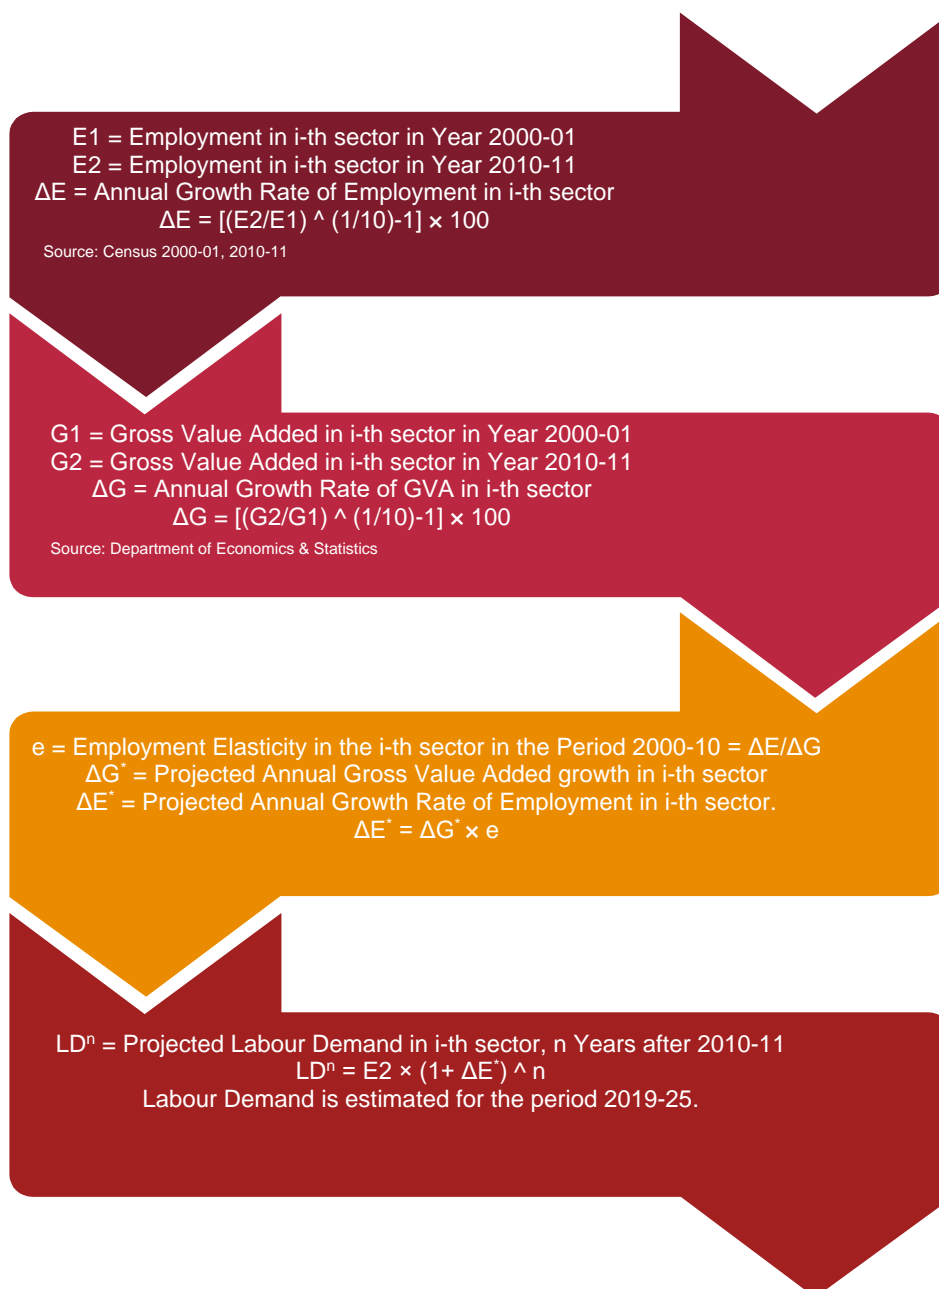 E1 = Employment in i-th sector in Year 2000-01
E2 = Employment in i-th sector in Year 2010-11
ΔE = Annual Growth Rate of Employment in i-th sector
ΔE = [(E2/E1) ^ (1/10)-1] × 100
Source: Census 2000-01, 2010-11
G1 = Gross Value Added in i-th sector in Year 2000-01
G2 = Gross Value Added in i-th sector in Year 2010-11
ΔG = Annual Growth Rate of GVA in i-th sector
ΔG = [(G2/G1) ^ (1/10)-1] × 100
Source: Department of Economics & Statistics
e = Employment Elasticity in the i-th sector in the Period 2000-10 = ΔE/ΔG
ΔG* = Projected Annual Gross Value Added growth in i-th sector
ΔE* = Projected Annual Growth Rate of Employment in i-th sector.
ΔE* = ΔG* × e
LDⁿ = Projected Labour Demand in i-th sector, n Years after 2010-11
LDⁿ = E2 × (1+ ΔE*) ^ n
Labour Demand is estimated for the period 2019-25.